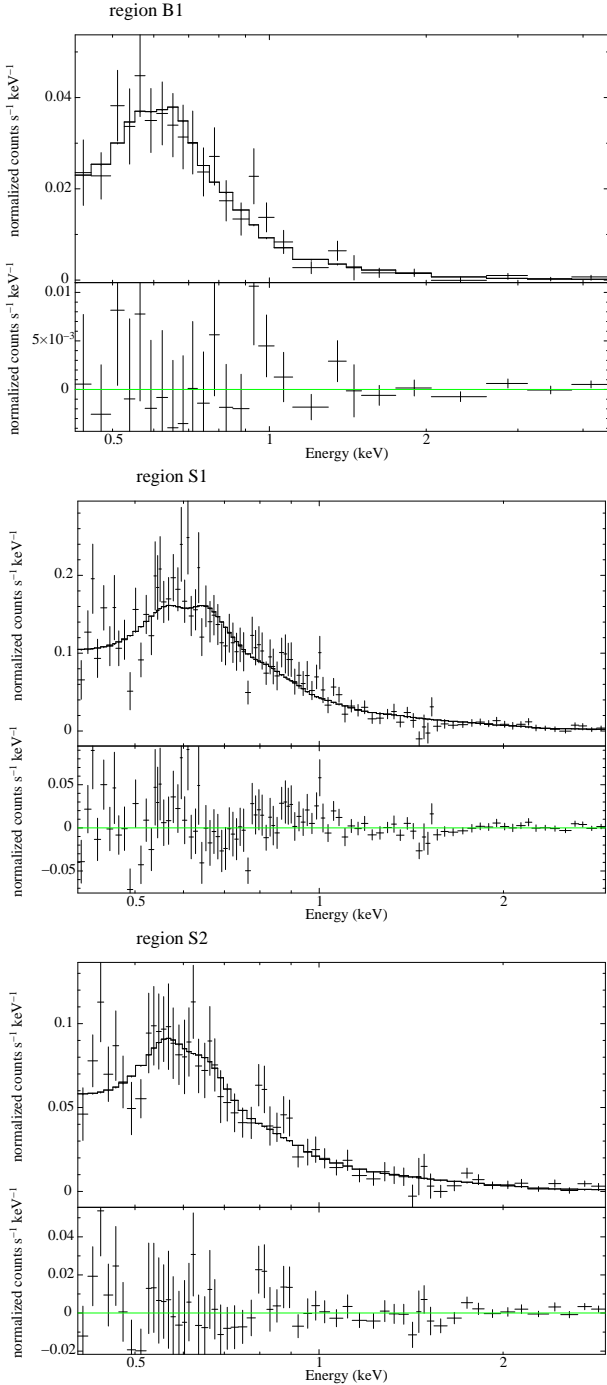 region B1
0.04
0.02
0
normalized counts s⁻¹ keV⁻¹
0.01
5×10⁻³
0
normalized counts s⁻¹ keV⁻¹
0.5 1 2
Energy (keV)
region S1
0.2
0.1
0
normalized counts s⁻¹ keV⁻¹
0.05
0
−0.05
normalized counts s⁻¹ keV⁻¹
0.5 1 2
Energy (keV)
region S2
0.1
0.05
0
normalized counts s⁻¹ keV⁻¹
0.04
0.02
0
−0.02
normalized counts s⁻¹ keV⁻¹
0.5 1 2
Energy (keV)